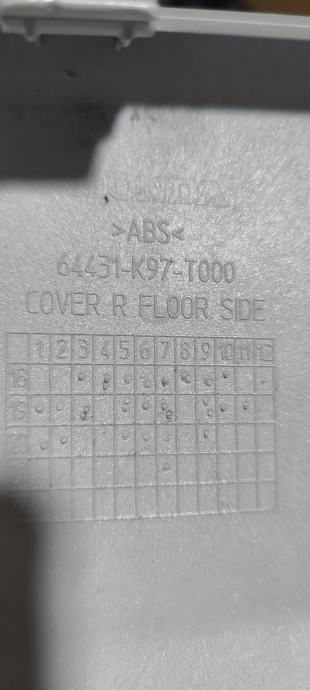 HONDA
>ABS<
64431-K97-T000
COVER R FLOOR SIDE
1 2 3 4 5 6 7 8 9 10 11 12
18
19
20